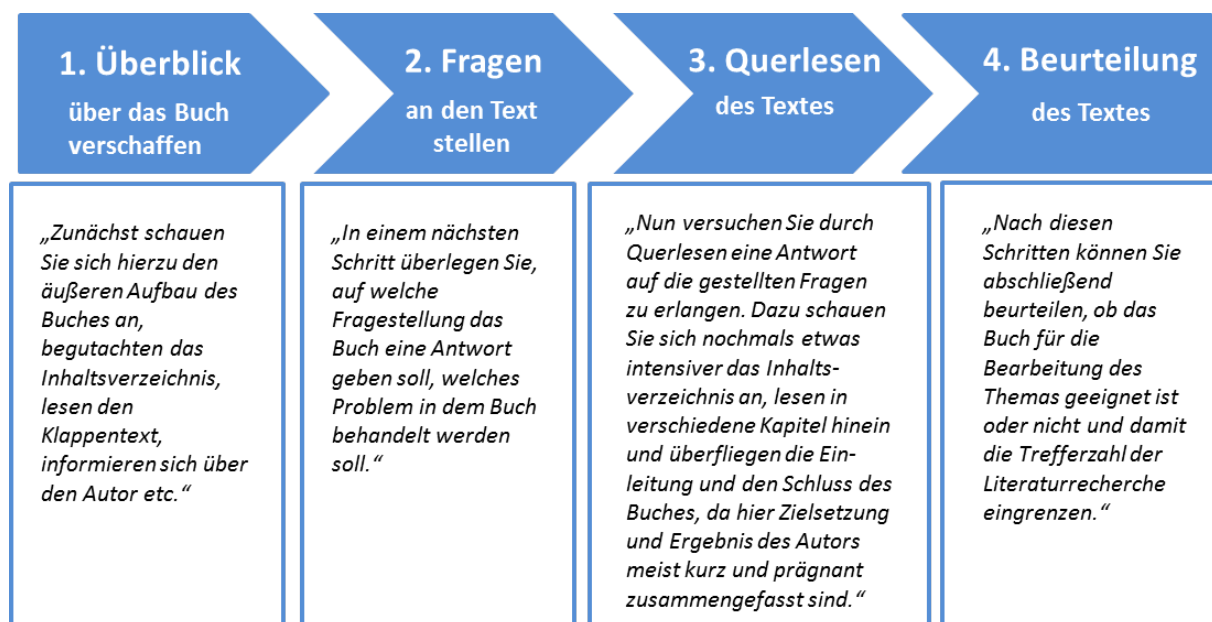 1. Überblick
über das Buch
verschaffen
2. Fragen
an den Text
stellen
3. Querlesen
des Textes
4. Beurteilung
des Textes
„Zunächst schauen
Sie sich hierzu den
äußeren Aufbau des
Buches an,
begutachten das
Inhaltsverzeichnis,
lesen den
Klappentext,
informieren sich über
den Autor etc.“
„In einem nächsten
Schritt überlegen Sie,
auf welche
Fragestellung das
Buch eine Antwort
geben soll, welches
Problem in dem Buch
behandelt werden
soll.“
„Nun versuchen Sie durch
Querlesen eine Antwort
auf die gestellten Fragen
zu erlangen. Dazu schauen
Sie sich nochmals etwas
intensiver das Inhalts-
verzeichnis an, lesen in
verschiedene Kapitel hinein
und überfliegen die Ein-
leitung und den Schluss des
Buches, da hier Zielsetzung
und Ergebnis des Autors
meist kurz und prägnant
zusammengefasst sind.“
„Nach diesen
Schritten können Sie
abschließend
beurteilen, ob das
Buch für die
Bearbeitung des
Themas geeignet ist
oder nicht und damit
die Trefferzahl der
Literaturrecherche
eingrenzen.“